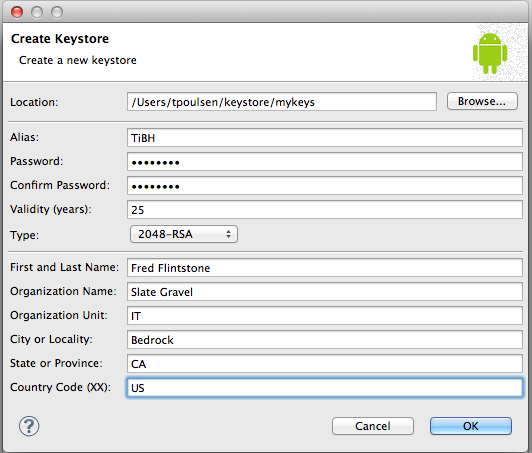 Create Keystore
Create a new keystore
Location: /Users/tpoulsen/keystore/mykeys Browse...
Alias: TiBH
Password: ••••••••
Confirm Password: ••••••••
Validity (years): 25
Type: 2048-RSA
First and Last Name: Fred Flintstone
Organization Name: Slate Gravel
Organization Unit: IT
City or Locality: Bedrock
State or Province: CA
Country Code (XX): US
? Cancel OK